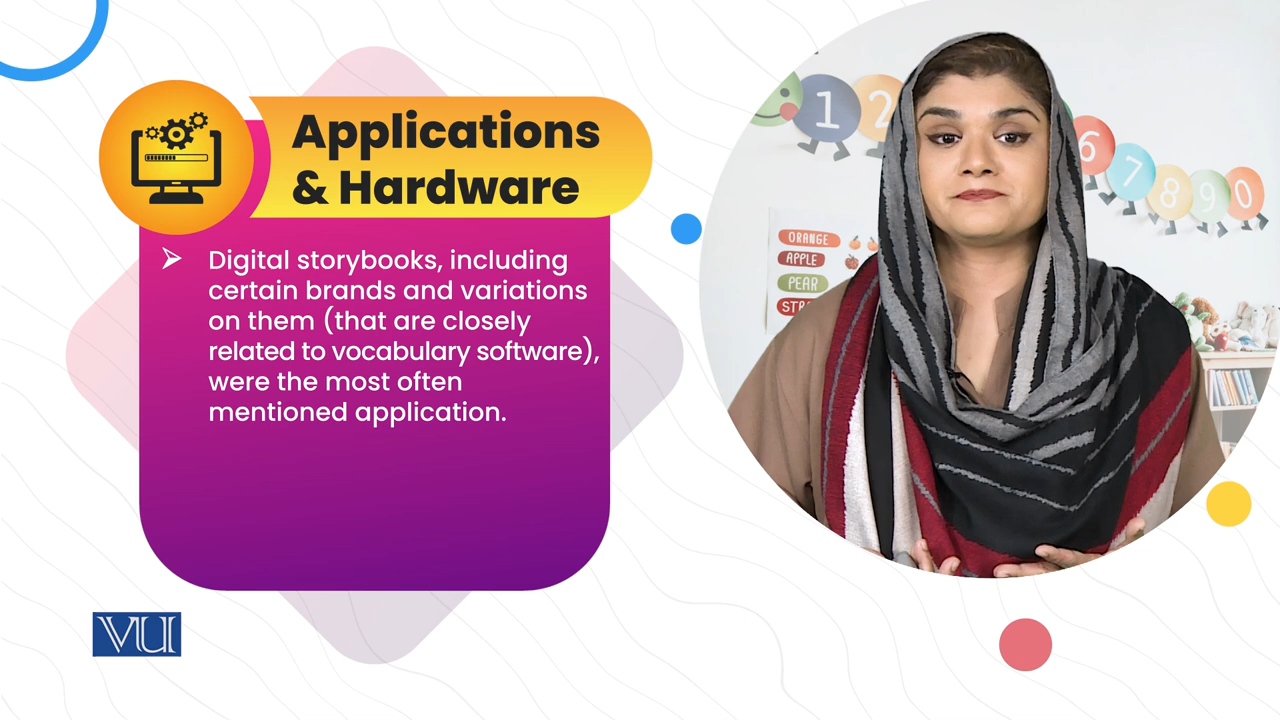 Applications
& Hardware
Digital storybooks, including
certain brands and variations
on them (that are closely
related to vocabulary software),
were the most often
mentioned application.
VU
1 2
6 7 8 9 0
ORANGE
APPLE
PEAR